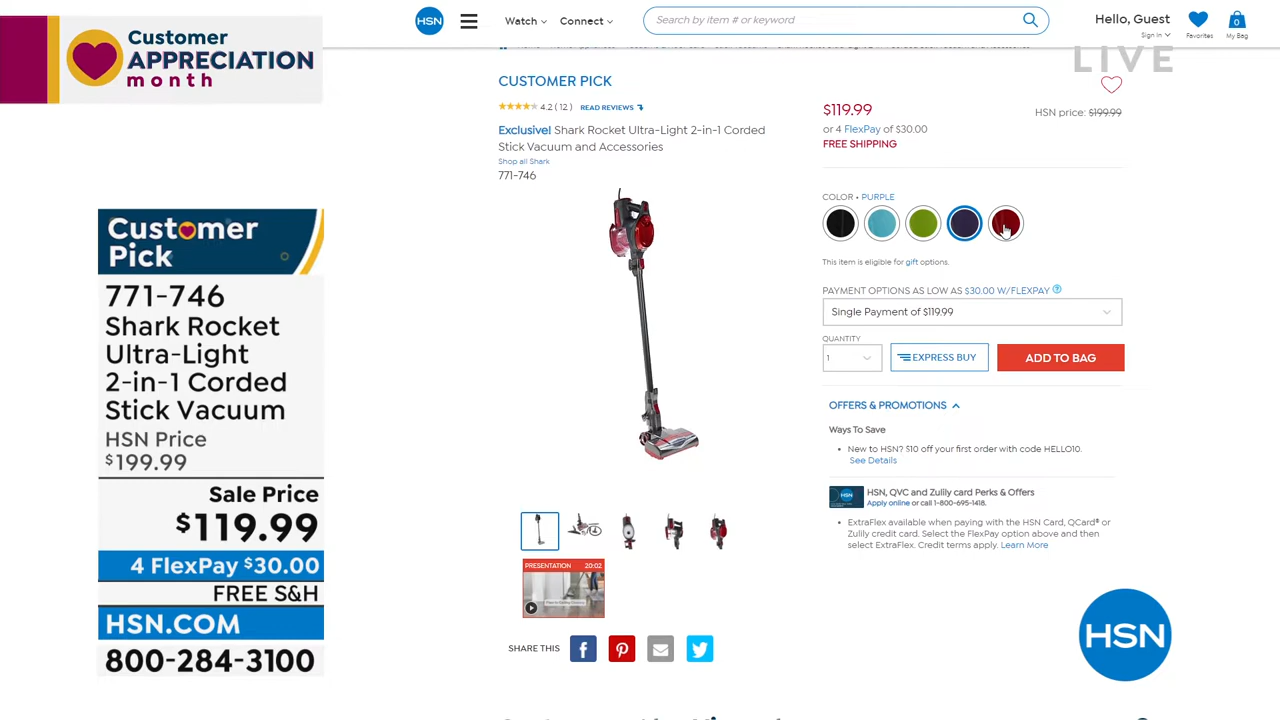 Customer
APPRECIATION
month
HSN
Watch
Connect
Search by item # or keyword
Hello, Guest
Sign in
Favorites
0
My Bag
LIVE
CUSTOMER PICK
4.2 ( 12 ) READ REVIEWS
Exclusive! Shark Rocket Ultra-Light 2-in-1 Corded
Stick Vacuum and Accessories
Shop all Shark
771-746
$119.99
HSN price: $199.99
or 4 FlexPay of $30.00
FREE SHIPPING
COLOR • PURPLE
This item is eligible for gift options.
PAYMENT OPTIONS AS LOW AS $30.00 W/FLEXPAY ?
Single Payment of $119.99
QUANTITY
1
EXPRESS BUY
ADD TO BAG
OFFERS & PROMOTIONS
Ways To Save
• New to HSN? $10 off your first order with code HELLO10.
See Details
HSN
HSN, QVC and Zulily card Perks & Offers
Apply online or call 1-800-695-1418.
• ExtraFlex available when paying with the HSN Card, QCard® or
Zulily credit card. Select the FlexPay option above and then
select ExtraFlex. Credit terms apply. Learn More
PRESENTATION 20:02
SHARE THIS
Customer
Pick
771-746
Shark Rocket
Ultra-Light
2-in-1 Corded
Stick Vacuum
HSN Price
$199.99
Sale Price
$119.99
4 FlexPay $30.00
FREE S&H
HSN.COM
800-284-3100
HSN